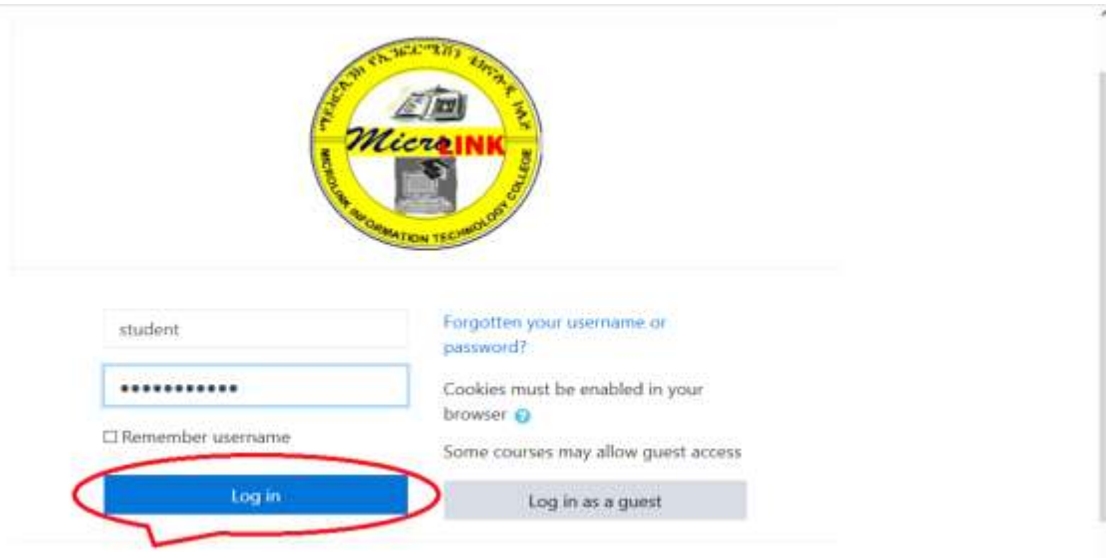 MicroLINK
MICROLINK INFORMATION TECHNOLOGY COLLEGE
student
Forgotten your username or
password?
•••••••••••
Cookies must be enabled in your
browser
Remember username
Some courses may allow guest access
Log in
Log in as a guest